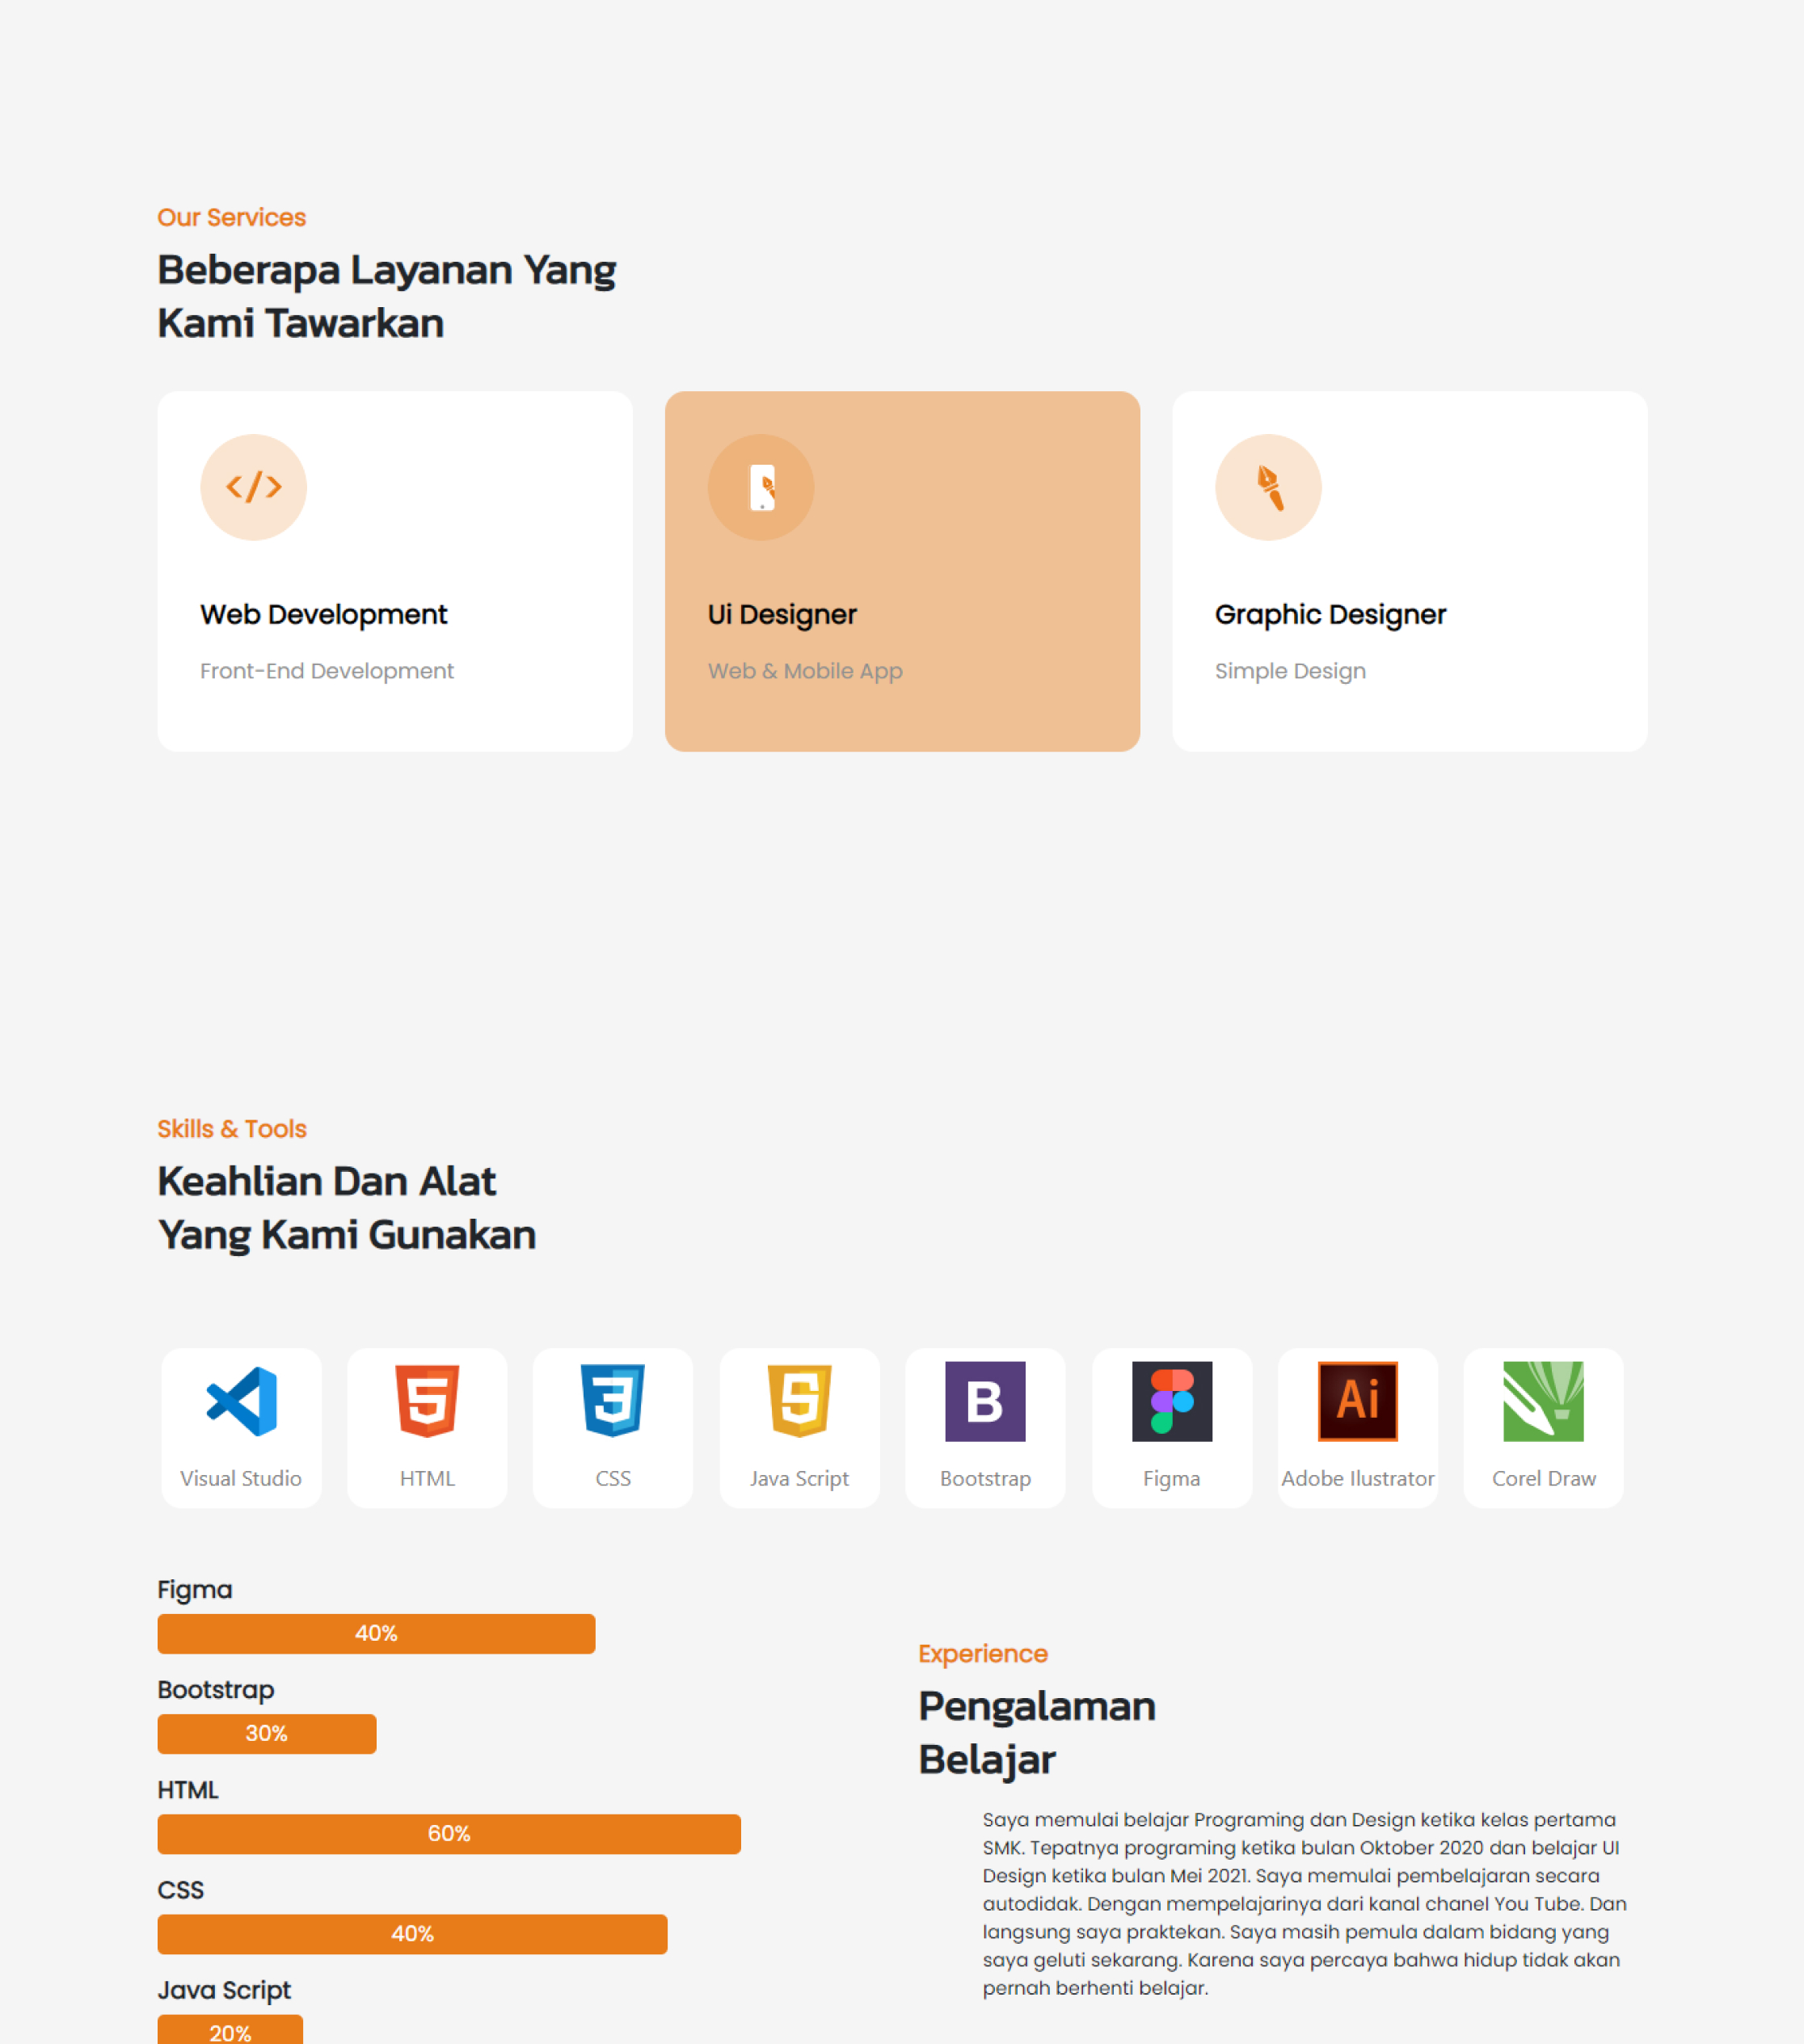 Our Services
Beberapa Layanan Yang
Kami Tawarkan
</>
Web Development
Front-End Development
Ui Designer
Web & Mobile App
Graphic Designer
Simple Design
Skills & Tools
Keahlian Dan Alat
Yang Kami Gunakan
5
3
5
B
Ai
Visual Studio
HTML
CSS
Java Script
Bootstrap
Figma
Adobe Ilustrator
Corel Draw
Figma
40%
Bootstrap
30%
HTML
60%
CSS
40%
Java Script
20%
Experience
Pengalaman
Belajar
Saya memulai belajar Programing dan Design ketika kelas pertama
SMK. Tepatnya programing ketika bulan Oktober 2020 dan belajar UI
Design ketika bulan Mei 2021. Saya memulai pembelajaran secara
autodidak. Dengan mempelajarinya dari kanal chanel You Tube. Dan
langsung saya praktekan. Saya masih pemula dalam bidang yang
saya geluti sekarang. Karena saya percaya bahwa hidup tidak akan
pernah berhenti belajar.